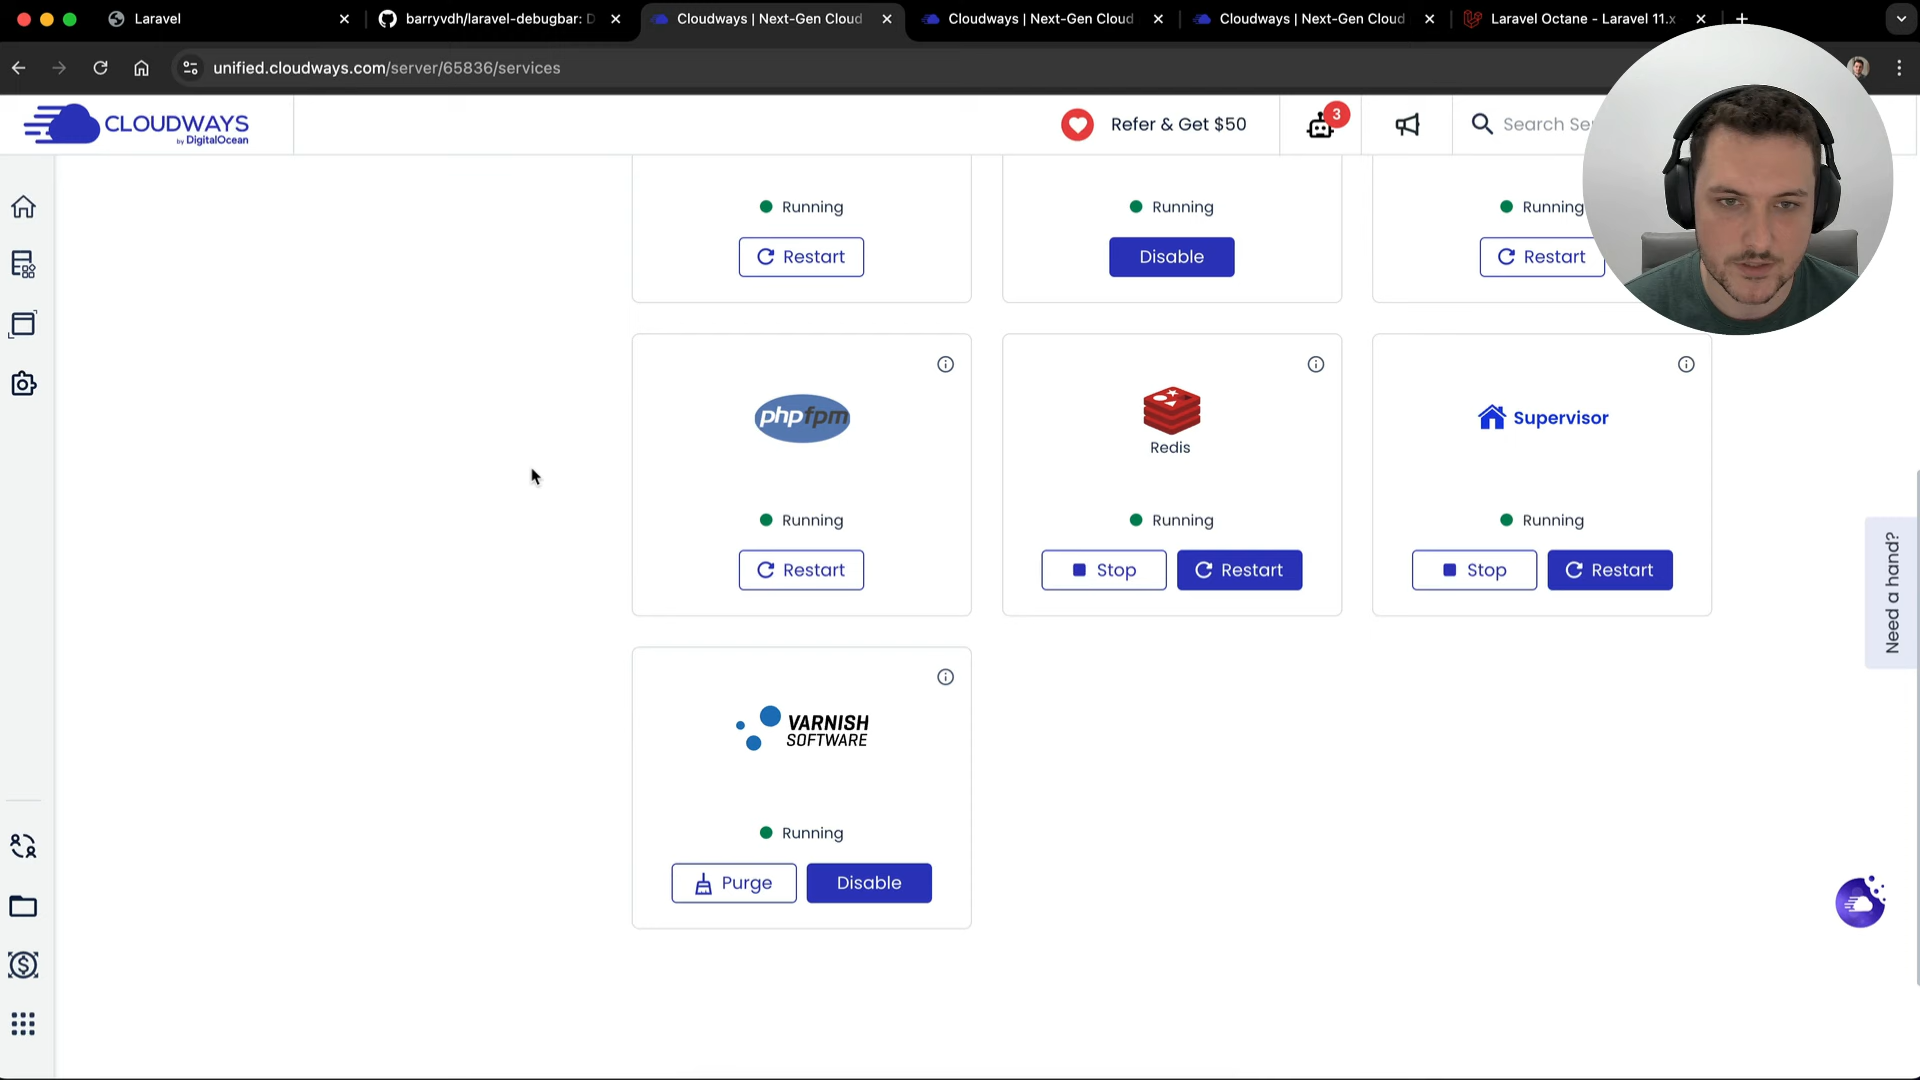 Laravel
barryvdh/laravel-debugbar: D
Cloudways | Next-Gen Cloud
Cloudways | Next-Gen Cloud
Cloudways | Next-Gen Cloud
Laravel Octane - Laravel 11.x
unified.cloudways.com/server/65836/services
CLOUDWAYS
by DigitalOcean
Refer & Get $50
3
Search Se
Running
Running
Running
Restart
Disable
Restart
phpfpm
Redis
Supervisor
Running
Running
Running
Restart
Stop
Restart
Stop
Restart
Need a hand?
VARNISH
SOFTWARE
Running
Purge
Disable